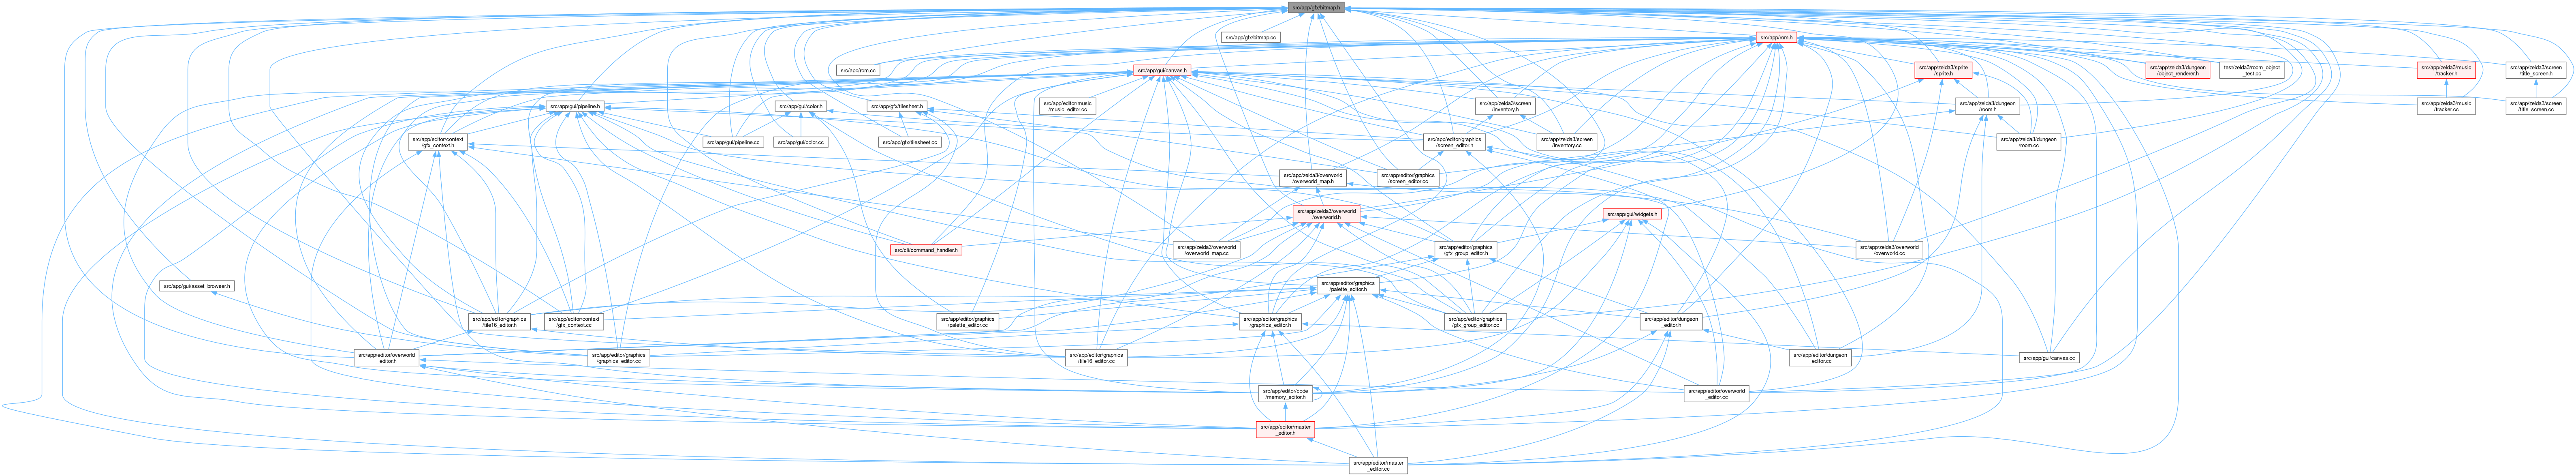 src/app/gfx/bitmap.h
src/app/gfx/bitmap.cc
src/app/rom.h
src/app/rom.cc
src/app/gui/canvas.h
src/app/zelda3/sprite
/sprite.h
src/app/zelda3/dungeon
/object_renderer.h
test/zelda3/room_object
_test.cc
src/app/zelda3/music
/tracker.h
src/app/zelda3/screen
/title_screen.h
src/app/gui/pipeline.h
src/app/gui/color.h
src/app/gfx/tilesheet.h
src/app/editor/music
/music_editor.cc
src/app/zelda3/screen
/inventory.h
src/app/zelda3/dungeon
/room.h
src/app/zelda3/music
/tracker.cc
src/app/zelda3/screen
/title_screen.cc
src/app/editor/context
/gfx_context.h
src/app/gui/pipeline.cc
src/app/gui/color.cc
src/app/gfx/tilesheet.cc
src/app/editor/graphics
/screen_editor.h
src/app/zelda3/screen
/inventory.cc
src/app/zelda3/dungeon
/room.cc
src/app/zelda3/overworld
/overworld_map.h
src/app/editor/graphics
/screen_editor.cc
src/app/zelda3/overworld
/overworld.h
src/app/gui/widgets.h
src/cli/command_handler.h
src/app/zelda3/overworld
/overworld_map.cc
src/app/editor/graphics
/gfx_group_editor.h
src/app/zelda3/overworld
/overworld.cc
src/app/gui/asset_browser.h
src/app/editor/graphics
/palette_editor.h
src/app/editor/graphics
/tile16_editor.h
src/app/editor/context
/gfx_context.cc
src/app/editor/graphics
/palette_editor.cc
src/app/editor/graphics
/graphics_editor.h
src/app/editor/graphics
/gfx_group_editor.cc
src/app/editor/dungeon
_editor.h
src/app/editor/overworld
_editor.h
src/app/editor/graphics
/graphics_editor.cc
src/app/editor/graphics
/tile16_editor.cc
src/app/editor/dungeon
_editor.cc
src/app/gui/canvas.cc
src/app/editor/code
/memory_editor.h
src/app/editor/overworld
_editor.cc
src/app/editor/master
_editor.h
src/app/editor/master
_editor.cc